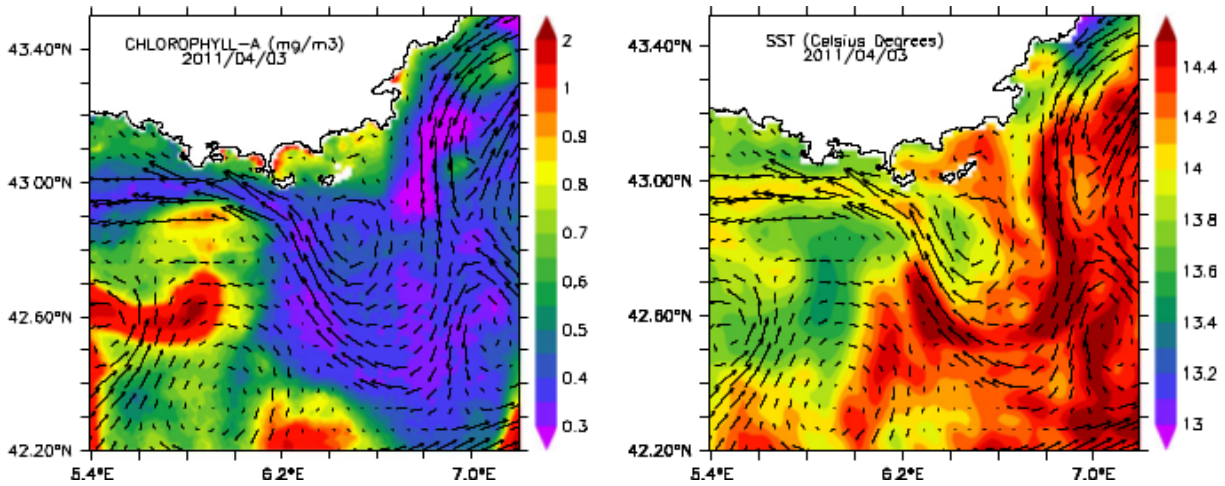 CHLOROPHYLL-A (mg/m3)
2011/04/03
43.40°N
43.00°N
42.60°N
42.20°N
5.4°E
6.2°E
7.0°E
2
1
0.9
0.8
0.7
0.6
0.5
0.4
0.3
SST (Celsius Degrees)
2011/04/03
43.40°N
43.00°N
42.60°N
42.20°N
5.4°E
6.2°E
7.0°E
14.4
14.2
14
13.8
13.6
13.4
13.2
13